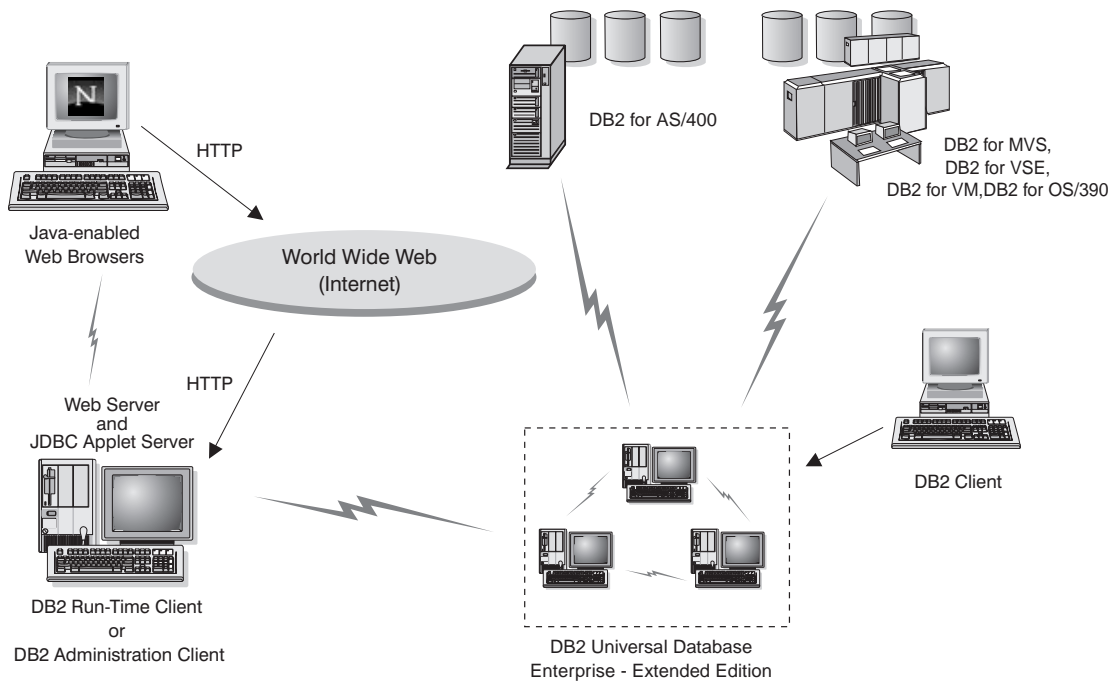 N
HTTP
Java-enabled
Web Browsers
World Wide Web
(Internet)
DB2 for AS/400
DB2 for MVS,
DB2 for VSE,
DB2 for VM,DB2 for OS/390
HTTP
Web Server
and
JDBC Applet Server
DB2 Run-Time Client
or
DB2 Administration Client
DB2 Client
DB2 Universal Database
Enterprise - Extended Edition